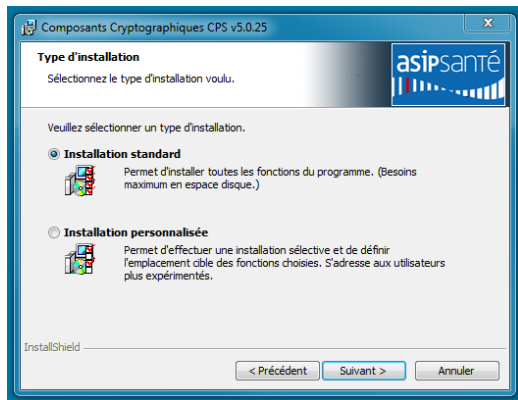 Composants Cryptographiques CPS v5.0.25
Type d'installation
Sélectionnez le type d'installation voulu.
asipsanté
Veuillez sélectionner un type d'installation.
Installation standard
Permet d'installer toutes les fonctions du programme. (Besoins
maximum en espace disque.)
Installation personnalisée
Permet d'effectuer une installation sélective et de définir
l'emplacement cible des fonctions choisies. S'adresse aux utilisateurs
plus expérimentés.
InstallShield
< Précédent Suivant > Annuler